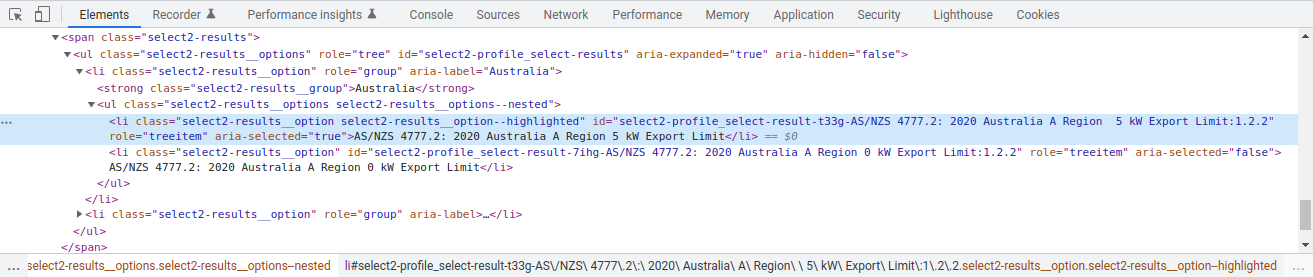 Elements Recorder Performance insights Console Sources Network Performance Memory Application Security Lighthouse Cookies
<span class="select2-results">
<ul class="select2-results__options" role="tree" id="select2-profile_select-results" aria-expanded="true" aria-hidden="false">
<li class="select2-results__option" role="group" aria-label="Australia">
<strong class="select2-results__group">Australia</strong>
<ul class="select2-results__options select2-results__options--nested">
<li class="select2-results__option select2-results__option--highlighted" id="select2-profile_select-result-t33g-AS/NZS 4777.2: 2020 Australia A Region  5 kW Export Limit:1.2.2"
role="treeitem" aria-selected="true">AS/NZS 4777.2: 2020 Australia A Region 5 kW Export Limit</li> == $0
<li class="select2-results__option" id="select2-profile_select-result-7ihg-AS/NZS 4777.2: 2020 Australia A Region 0 kW Export Limit:1.2.2" role="treeitem" aria-selected="false">
AS/NZS 4777.2: 2020 Australia A Region 0 kW Export Limit</li>
</ul>
</li>
<li class="select2-results__option" role="group" aria-label>…</li>
</ul>
</span>
... select2-results__options.select2-results__options--nested li#select2-profile_select-result-t33g-AS\/NZS\ 4777\.2\:\ 2020\ Australia\ A\ Region\ \ 5\ kW\ Export\ Limit\:1\.2\.2.select2-results__option.select2-results__option--highlighted ...